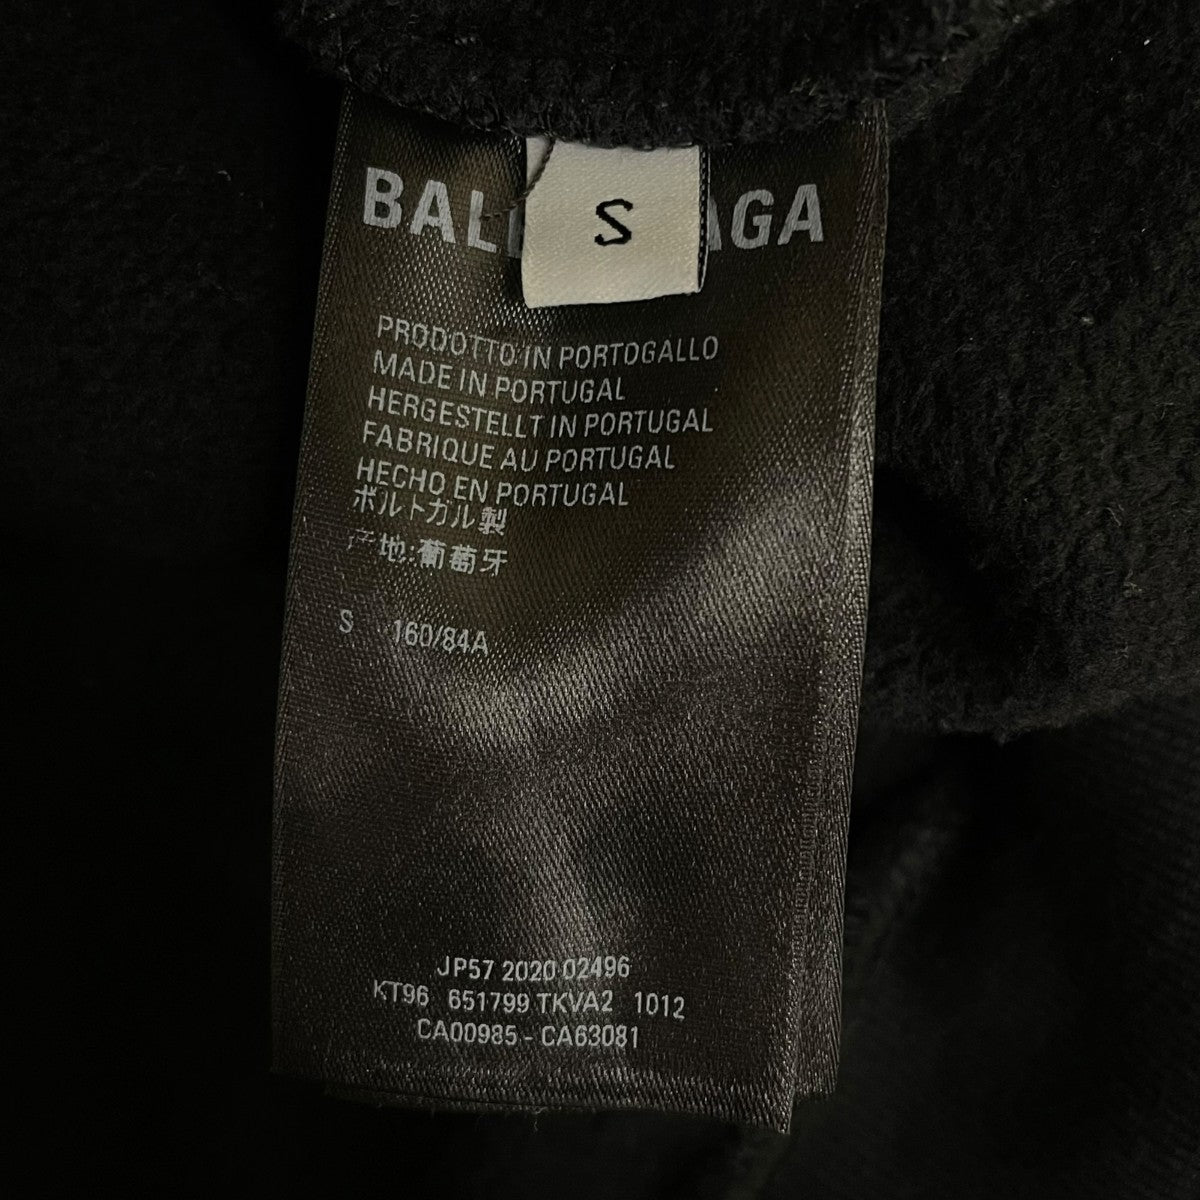 BAL AGA
S
PRODOTTO IN PORTOGALLO
MADE IN PORTUGAL
HERGESTELLT IN PORTUGAL
FABRIQUE AU PORTUGAL
HECHO EN PORTUGAL
ポルトガル製
产地:葡萄牙
S 160/84A
JP57 2020 02496
KT96 651799 TKVA2 1012
CA00985 - CA63081